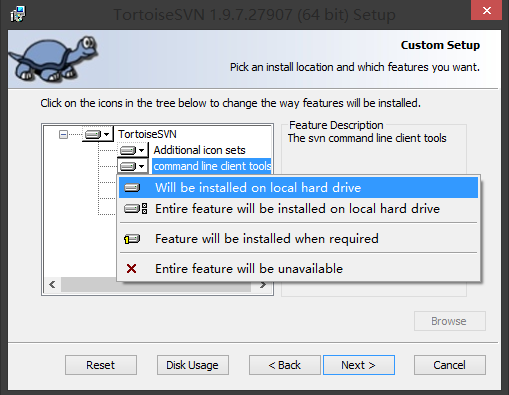 TortoiseSVN 1.9.7.27907 (64 bit) Setup
Custom Setup
Pick an install location and which features you want.
Click on the icons in the tree below to change the way features will be installed.
TortoiseSVN
Additional icon sets
command line client tools
Feature Description
The svn command line client tools
Will be installed on local hard drive
Entire feature will be installed on local hard drive
Feature will be installed when required
Entire feature will be unavailable
Browse
Reset
Disk Usage
< Back
Next >
Cancel